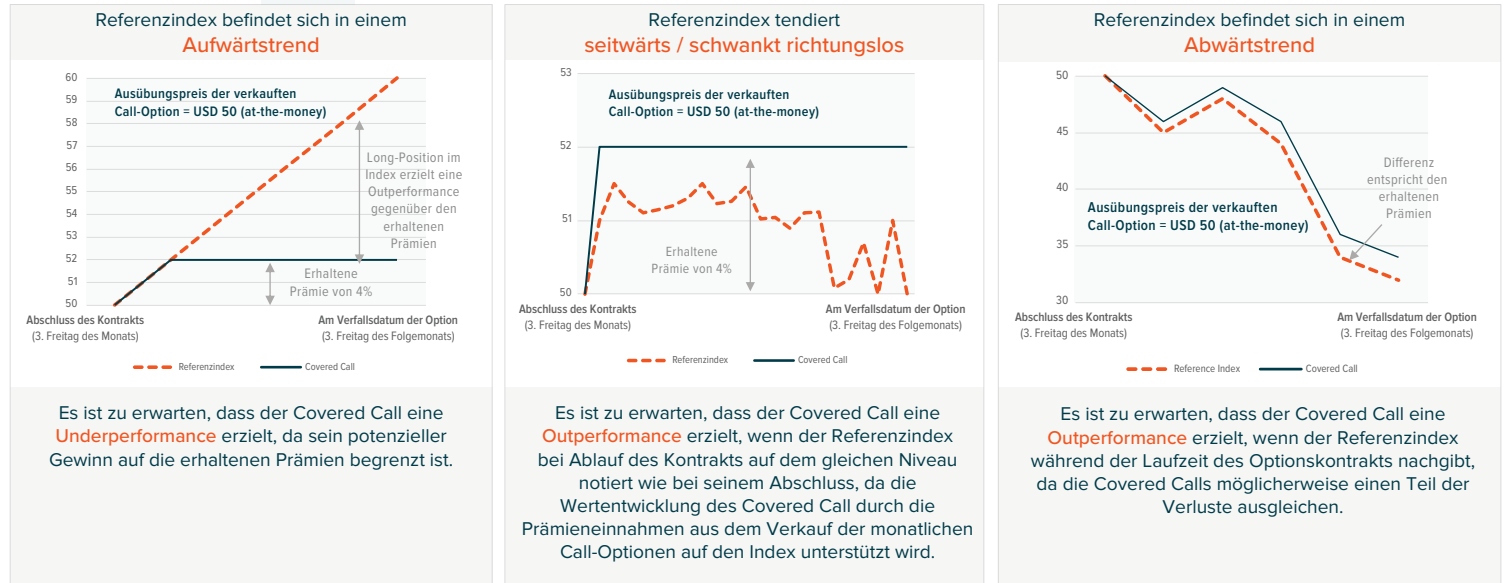 Referenzindex befindet sich in einem
Aufwärtstrend
60
59
58
57
56
55
54
53
52
51
50
Ausübungspreis der verkauften
Call-Option = USD 50 (at-the-money)
Long-Position im
Index erzielt eine
Outperformance
gegenüber den
erhaltenen
Prämien
Erhaltene
Prämie von 4%
Abschluss des Kontrakts
(3. Freitag des Monats)
Am Verfallsdatum der Option
(3. Freitag des Folgemonats)
Referenzindex
Covered Call
Es ist zu erwarten, dass der Covered Call eine
Underperformance erzielt, da sein potenzieller
Gewinn auf die erhaltenen Prämien begrenzt ist.
Referenzindex tendiert
seitwärts / schwankt richtungslos
53
52
51
50
Ausübungspreis der verkauften
Call-Option = USD 50 (at-the-money)
Erhaltene
Prämie von 4%
Abschluss des Kontrakts
(3. Freitag des Monats)
Am Verfallsdatum der Option
(3. Freitag des Folgemonats)
Referenzindex
Covered Call
Es ist zu erwarten, dass der Covered Call eine
Outperformance erzielt, wenn der Referenzindex
bei Ablauf des Kontrakts auf dem gleichen Niveau
notiert wie bei seinem Abschluss, da die
Wertentwicklung des Covered Call durch die
Prämieneinnahmen aus dem Verkauf der monatlichen
Call-Optionen auf den Index unterstützt wird.
Referenzindex befindet sich in einem
Abwärtstrend
50
45
40
35
30
Differenz
entspricht den
erhaltenen
Prämien
Ausübungspreis der verkauften
Call-Option = USD 50 (at-the-money)
Abschluss des Kontrakts
(3. Freitag des Monats)
Am Verfallsdatum der Option
(3. Freitag des Folgemonats)
Reference Index
Covered Call
Es ist zu erwarten, dass der Covered Call eine
Outperformance erzielt, wenn der Referenzindex
während der Laufzeit des Optionskontrakts nachgibt,
da die Covered Calls möglicherweise einen Teil der
Verluste ausgleichen.